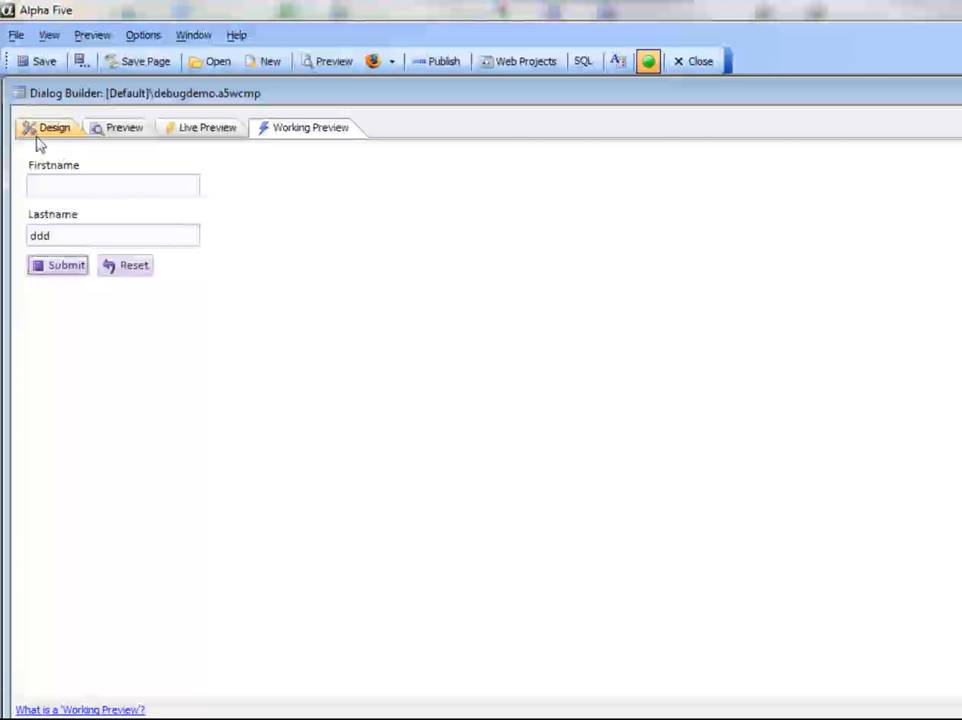 Alpha Five
File View Preview Options Window Help
Save Save Page Open New Preview Publish Web Projects SQL Close
Dialog Builder: [Default]\debugdemo.a5wcmp
Design Preview Live Preview Working Preview
Firstname
Lastname
ddd
Submit Reset
What is a 'Working Preview'?